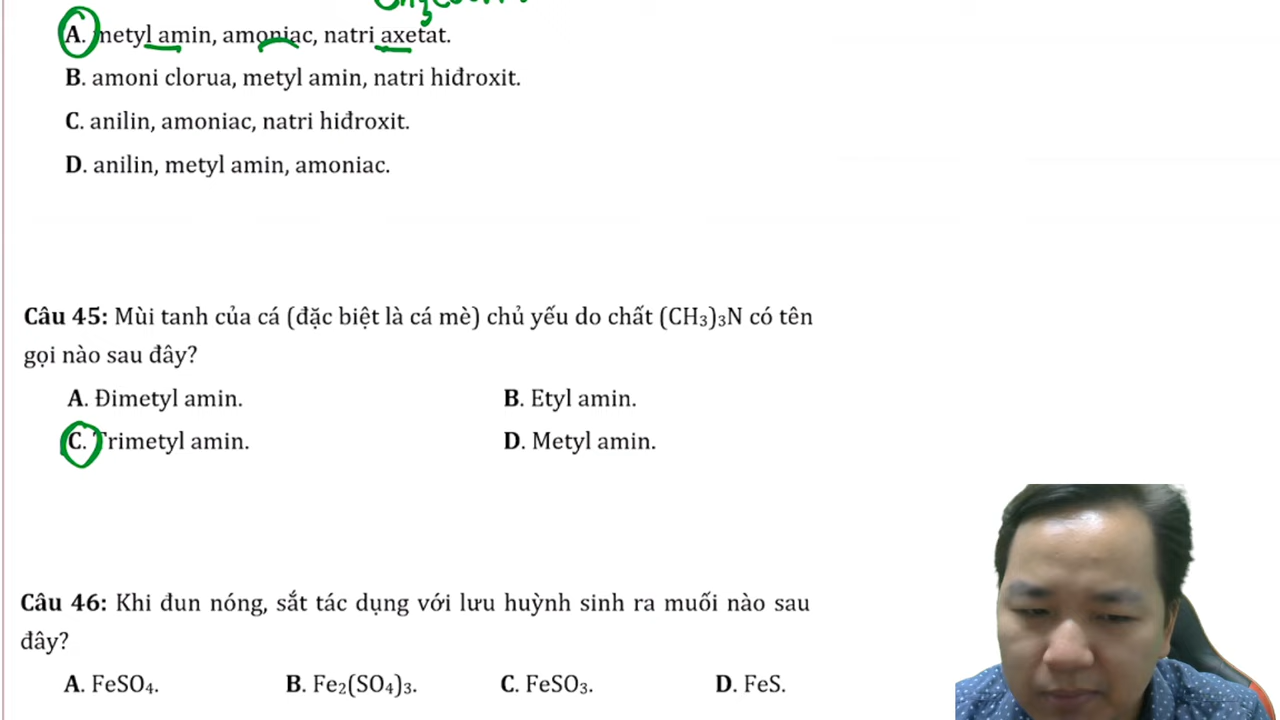 A. metyl amin, amoniac, natri axetat.
B. amoni clorua, metyl amin, natri hiđroxit.
C. anilin, amoniac, natri hiđroxit.
D. anilin, metyl amin, amoniac.
Câu 45: Mùi tanh của cá (đặc biệt là cá mè) chủ yếu do chất (CH₃)₃N có tên
gọi nào sau đây?
A. Đimetyl amin. B. Etyl amin.
C. Trimetyl amin. D. Metyl amin.
Câu 46: Khi đun nóng, sắt tác dụng với lưu huỳnh sinh ra muối nào sau
đây?
A. FeSO₄. B. Fe₂(SO₄)₃. C. FeSO₃. D. FeS.